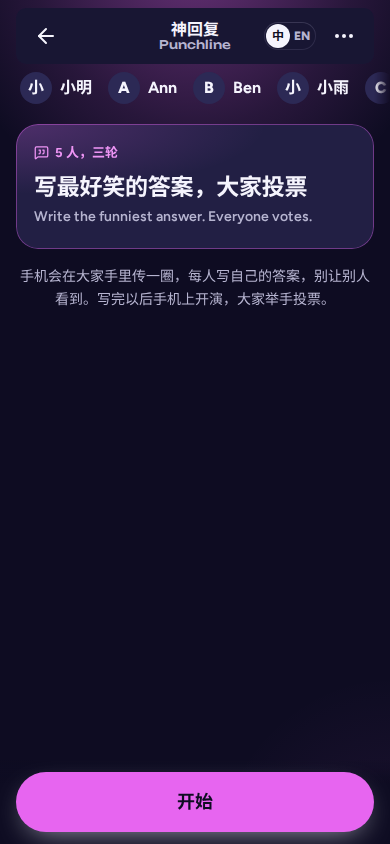 神回复
Punchline
中 EN
小 小明 A Ann B Ben 小 小雨 C
5 人，三轮
写最好笑的答案，大家投票
Write the funniest answer. Everyone votes.
手机会在大家手里传一圈，每人写自己的答案，别让别人
看到。写完以后手机上开演，大家举手投票。
开始